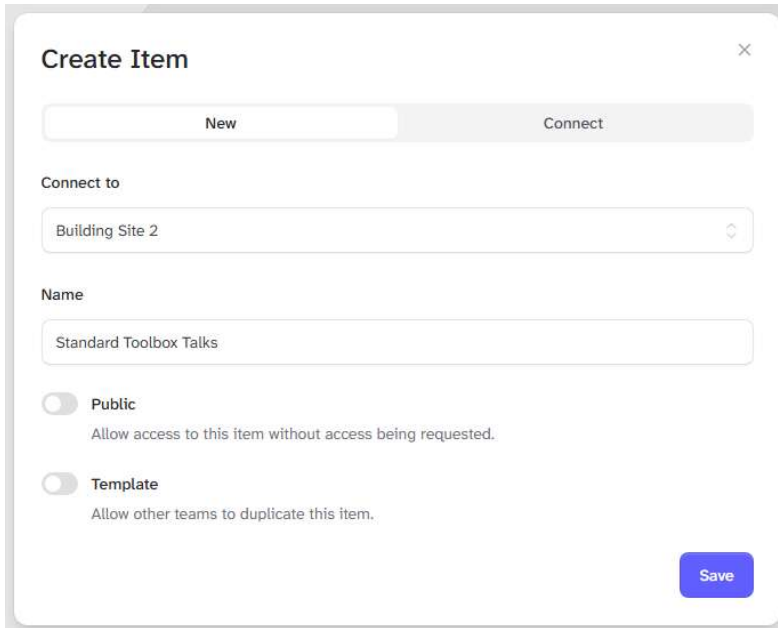 Create Item
New
Connect
Connect to
Building Site 2
Name
Standard Toolbox Talks
Public
Allow access to this item without access being requested.
Template
Allow other teams to duplicate this item.
Save